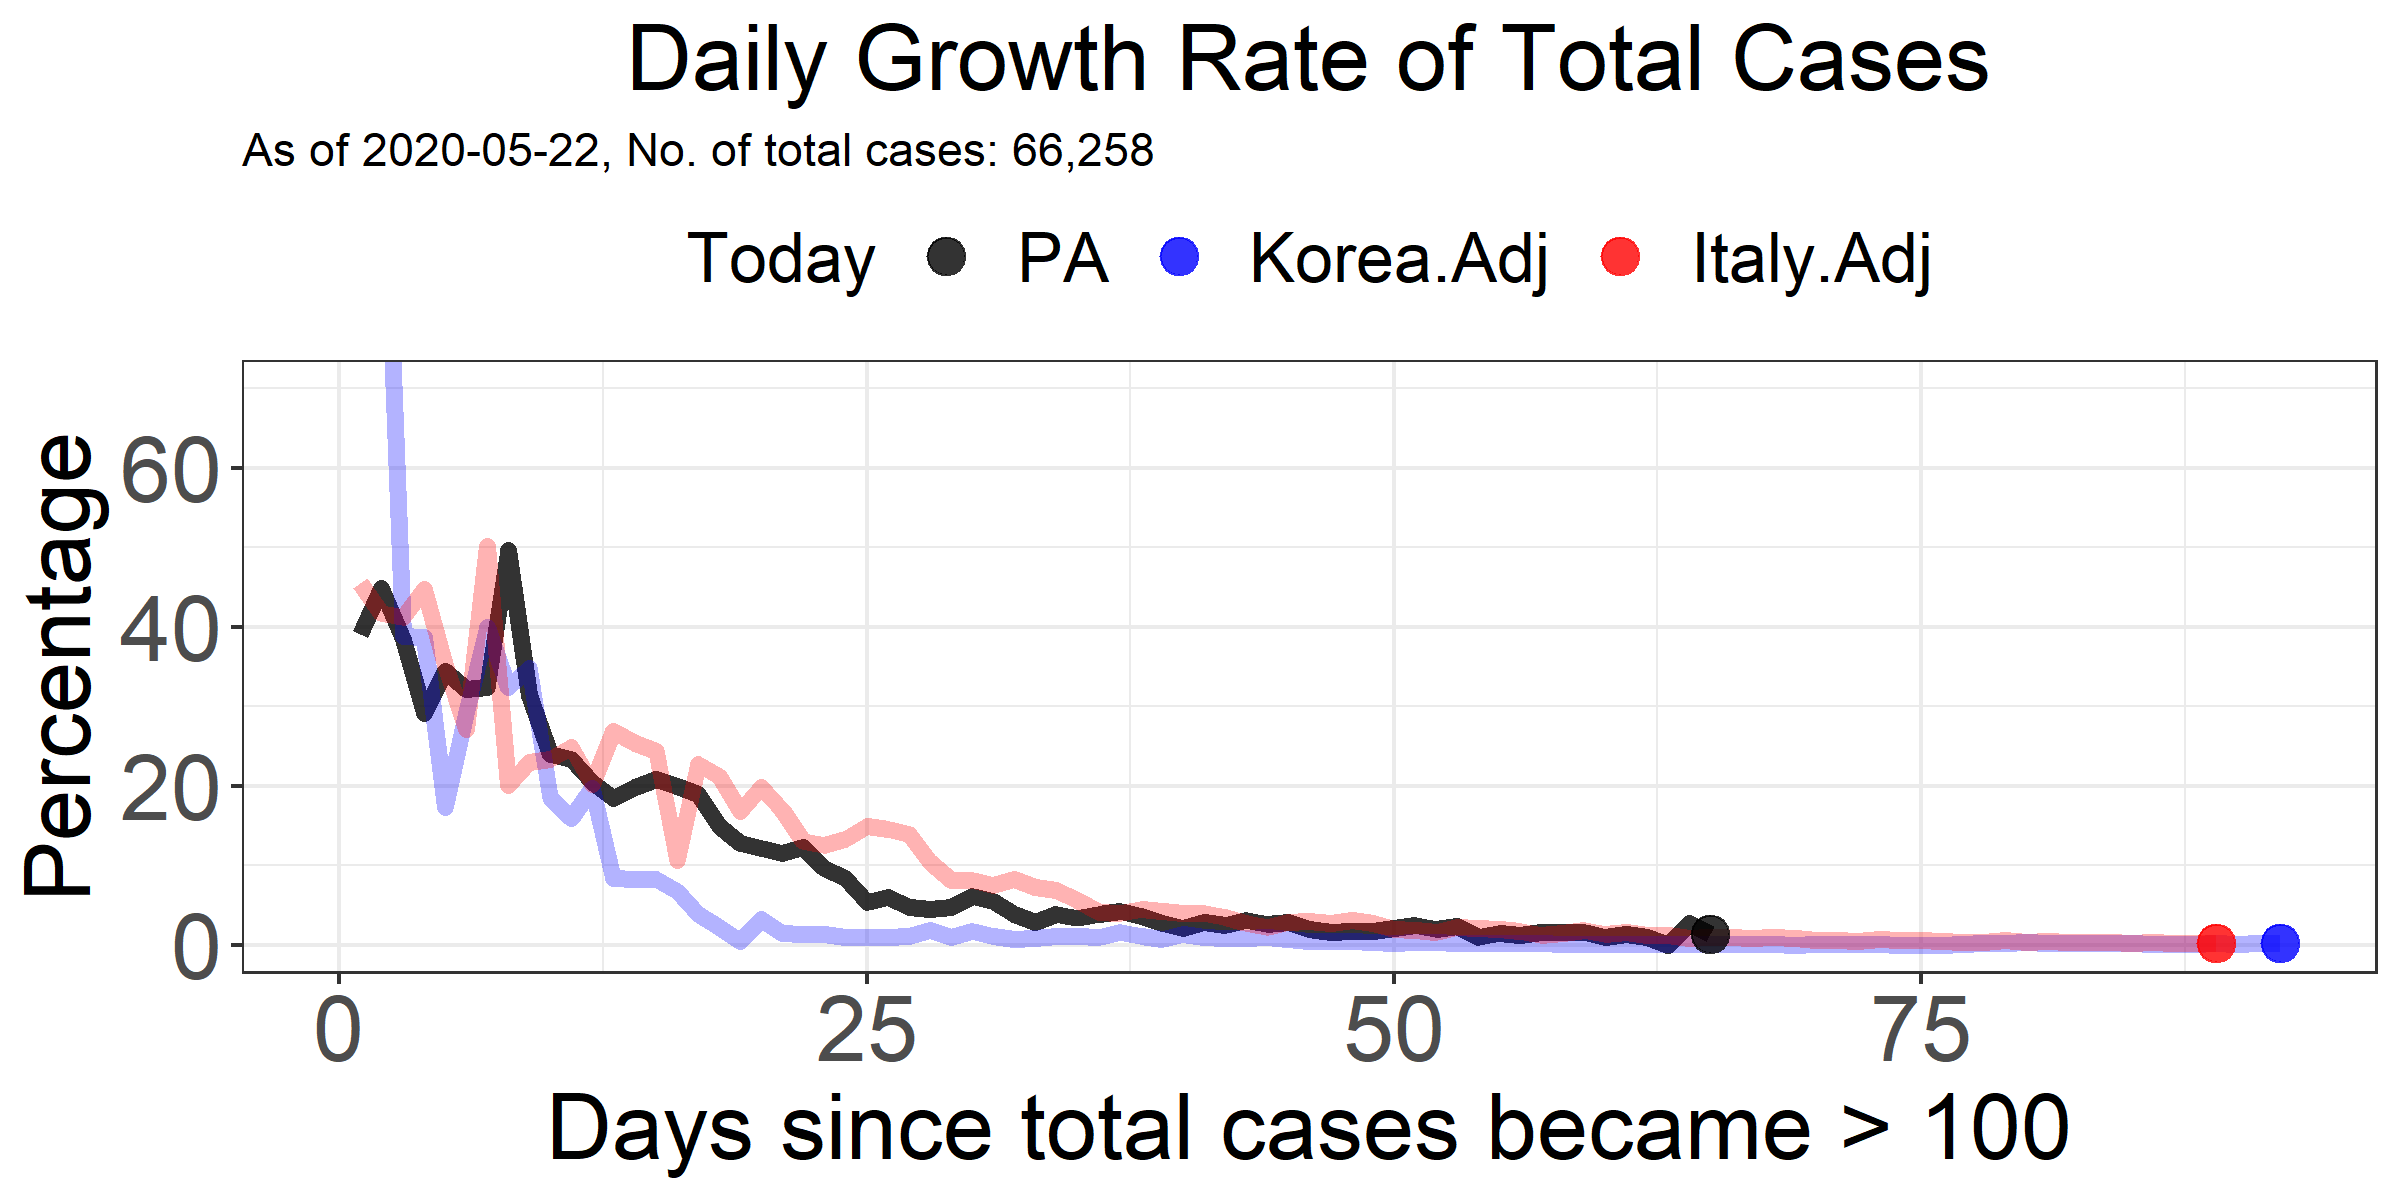 Daily Growth Rate of Total Cases
As of 2020-05-22, No. of total cases: 66,258
Today PA Korea.Adj Italy.Adj
Percentage
60
40
20
0
0 25 50 75
Days since total cases became > 100